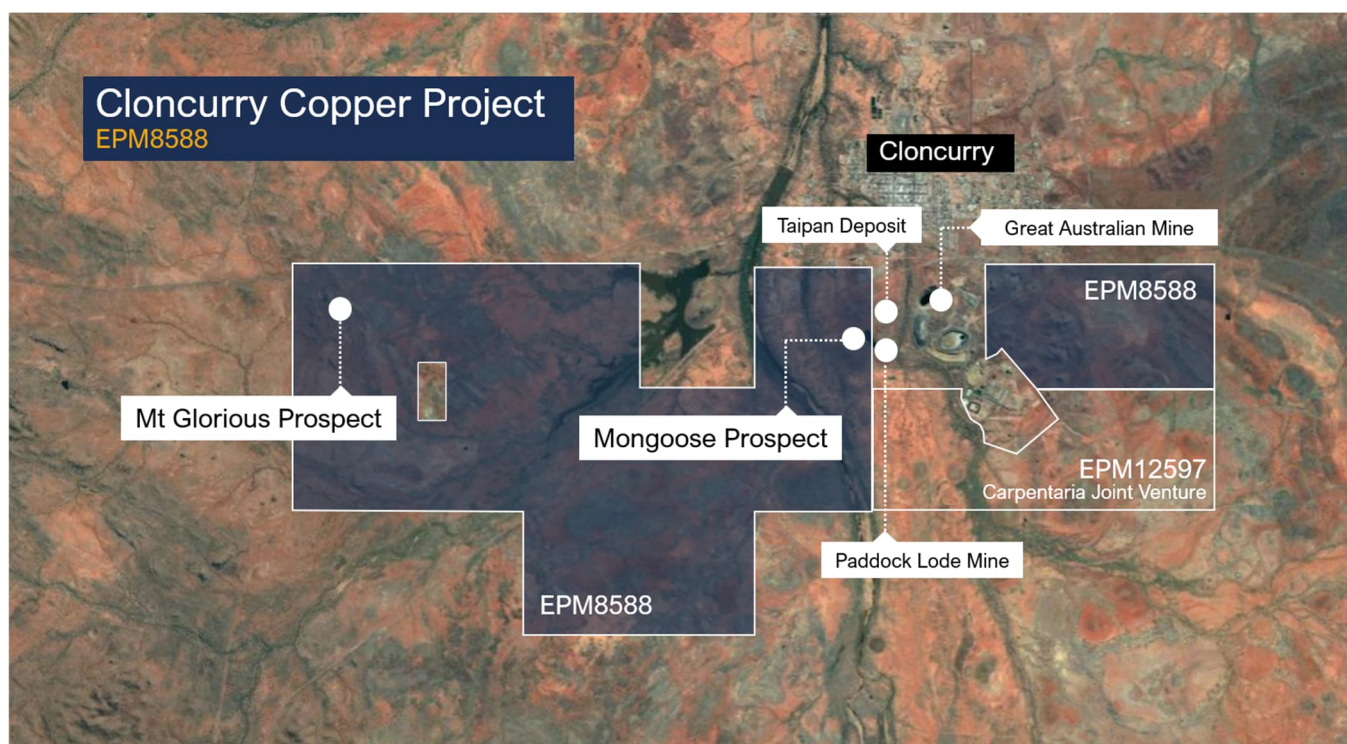 Cloncurry Copper Project
EPM8588
Cloncurry
Taipan Deposit
Great Australian Mine
EPM8588
Mt Glorious Prospect
Mongoose Prospect
EPM12597
Carpentaria Joint Venture
Paddock Lode Mine
EPM8588